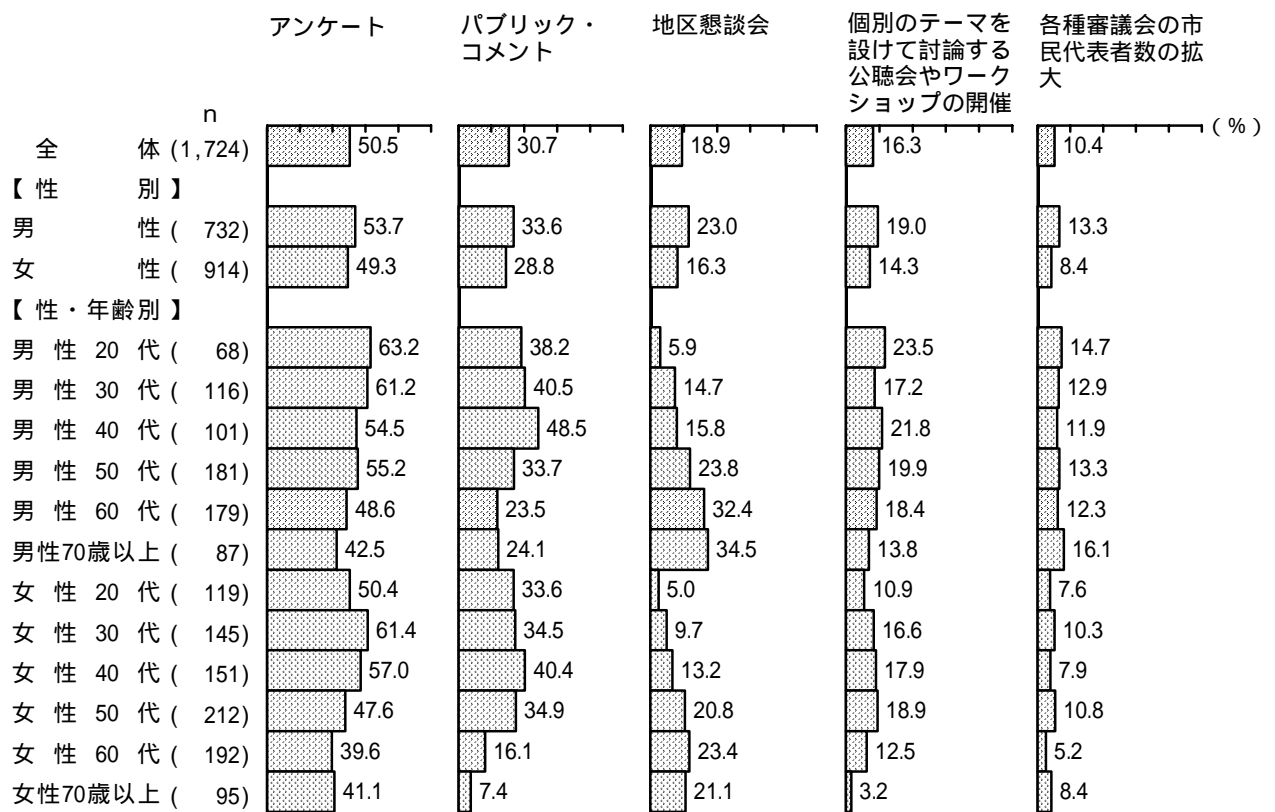 アンケート
パブリック・
コメント
地区懇談会
個別のテーマを
設けて討論する
公聴会やワーク
ショップの開催
各種審議会の市
民代表者数の拡
大
n
(%)
全 体 (1,724) 50.5 30.7 18.9 16.3 10.4
【 性 別 】
男 性 ( 732) 53.7 33.6 23.0 19.0 13.3
女 性 ( 914) 49.3 28.8 16.3 14.3 8.4
【 性・年齢別 】
男 性 20 代 ( 68) 63.2 38.2 5.9 23.5 14.7
男 性 30 代 ( 116) 61.2 40.5 14.7 17.2 12.9
男 性 40 代 ( 101) 54.5 48.5 15.8 21.8 11.9
男 性 50 代 ( 181) 55.2 33.7 23.8 19.9 13.3
男 性 60 代 ( 179) 48.6 23.5 32.4 18.4 12.3
男性70歳以上 ( 87) 42.5 24.1 34.5 13.8 16.1
女 性 20 代 ( 119) 50.4 33.6 5.0 10.9 7.6
女 性 30 代 ( 145) 61.4 34.5 9.7 16.6 10.3
女 性 40 代 ( 151) 57.0 40.4 13.2 17.9 7.9
女 性 50 代 ( 212) 47.6 34.9 20.8 18.9 10.8
女 性 60 代 ( 192) 39.6 16.1 23.4 12.5 5.2
女性70歳以上 ( 95) 41.1 7.4 21.1 3.2 8.4